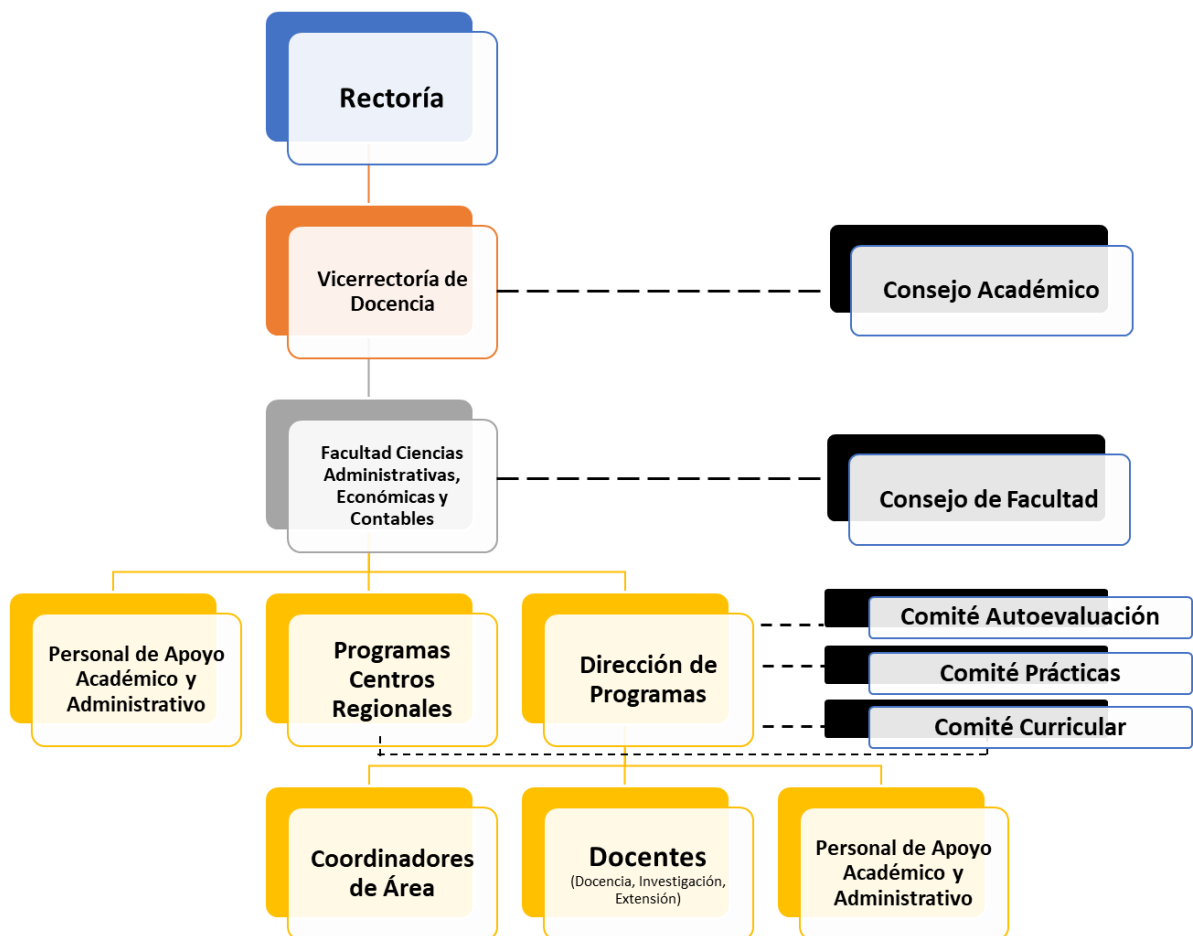 Rectoría
Vicerrectoría de
Docencia
Consejo Académico
Facultad Ciencias
Administrativas,
Económicas y
Contables
Consejo de Facultad
Personal de Apoyo
Académico y
Administrativo
Programas
Centros
Regionales
Dirección de
Programas
Comité Autoevaluación
Comité Prácticas
Comité Curricular
Coordinadores
de Área
Docentes
(Docencia, Investigación,
Extensión)
Personal de Apoyo
Académico y
Administrativo